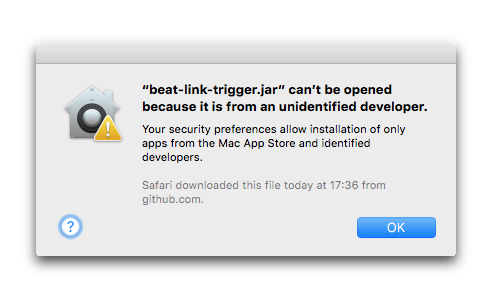 “beat-link-trigger.jar” can’t be opened
because it is from an unidentified developer.
Your security preferences allow installation of only
apps from the Mac App Store and identified
developers.
Safari downloaded this file today at 17:36 from
github.com.
?
OK